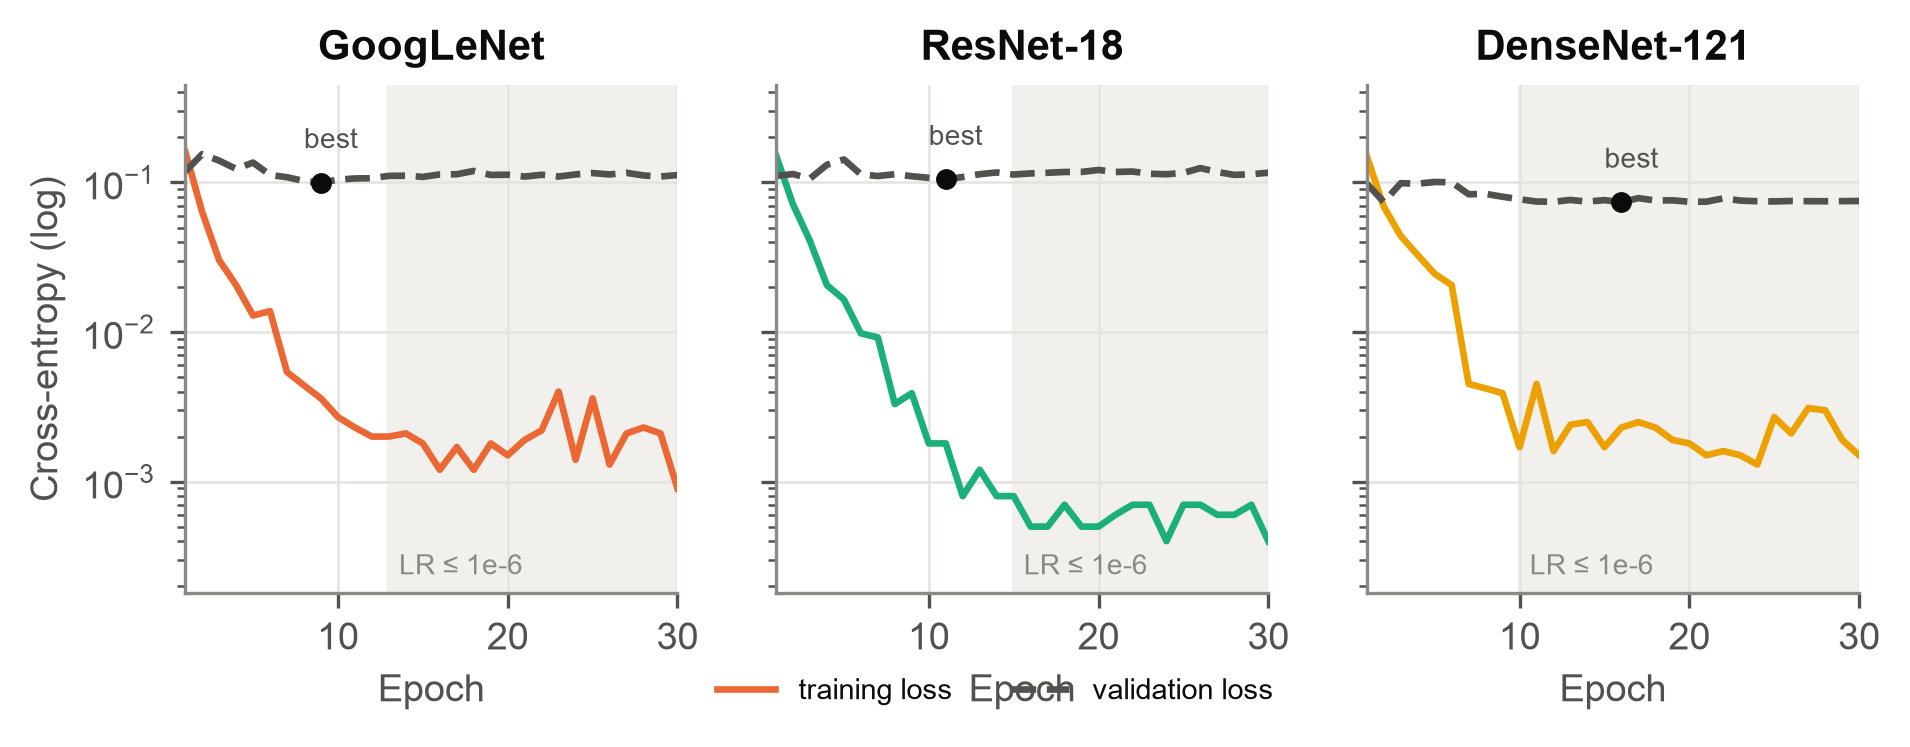 GoogLeNet
ResNet-18
DenseNet-121
Cross-entropy (log)
10⁻¹
10⁻²
10⁻³
best
LR ≤ 1e-6
10 20 30
Epoch
best
LR ≤ 1e-6
10 20 30
Epoch
best
LR ≤ 1e-6
10 20 30
Epoch
training loss
validation loss